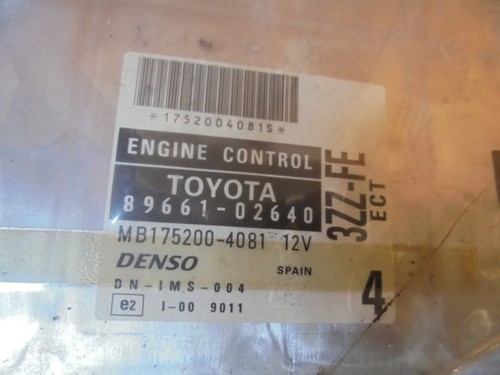 *1752004081S*
ENGINE CONTROL
TOYOTA
89661-02640
MB175200-4081 12V
DENSO SPAIN
DN-IMS-004
e2 I-00 9011
3ZZ-FE
ECT
4